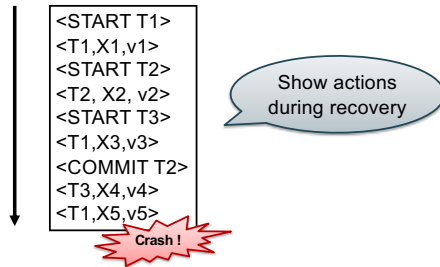 <START T1>
<T1,X1,v1>
<START T2>
<T2, X2, v2>
<START T3>
<T1,X3,v3>
<COMMIT T2>
<T3,X4,v4>
<T1,X5,v5>
Crash !
Show actions
during recovery